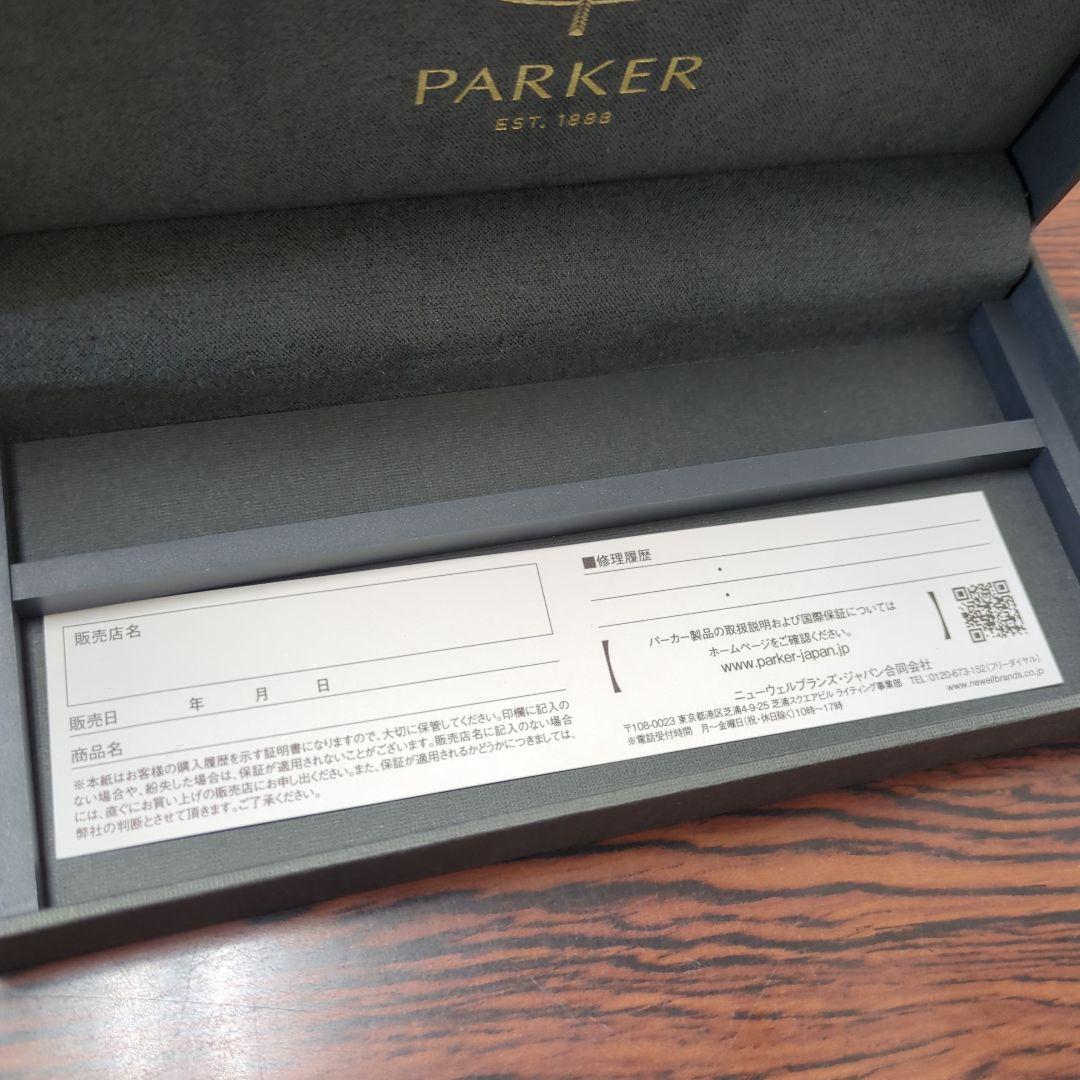 PARKER
EST. 1888
販売店名
販売日 年 月 日
商品名
※本紙はお客様の購入履歴を示す証明書になりますので、大切に保管してください。印欄に記入の
ない場合や、紛失した場合は、保証が適用されないことがございます。販売店名に記入のない場合
には、直ぐにお買い上げの販売店にお申し出ください。また、保証が適用されるかどうかにつきましては、
弊社の判断とさせて頂きます。ご了承ください。
■修理履歴
・
・
【 パーカー製品の取扱説明および国際保証については
ホームページをご確認ください。
www.parker-japan.jp 】
ニューウェルブランズ・ジャパン合同会社
〒108-0023 東京都港区芝浦4-9-25 芝浦スクエアビル ライティング事業部 TEL:0120-673-152(フリーダイヤル)
※電話受付時間 月〜金曜日(祝・休日除く)10時〜17時 www.newellbrands.co.jp